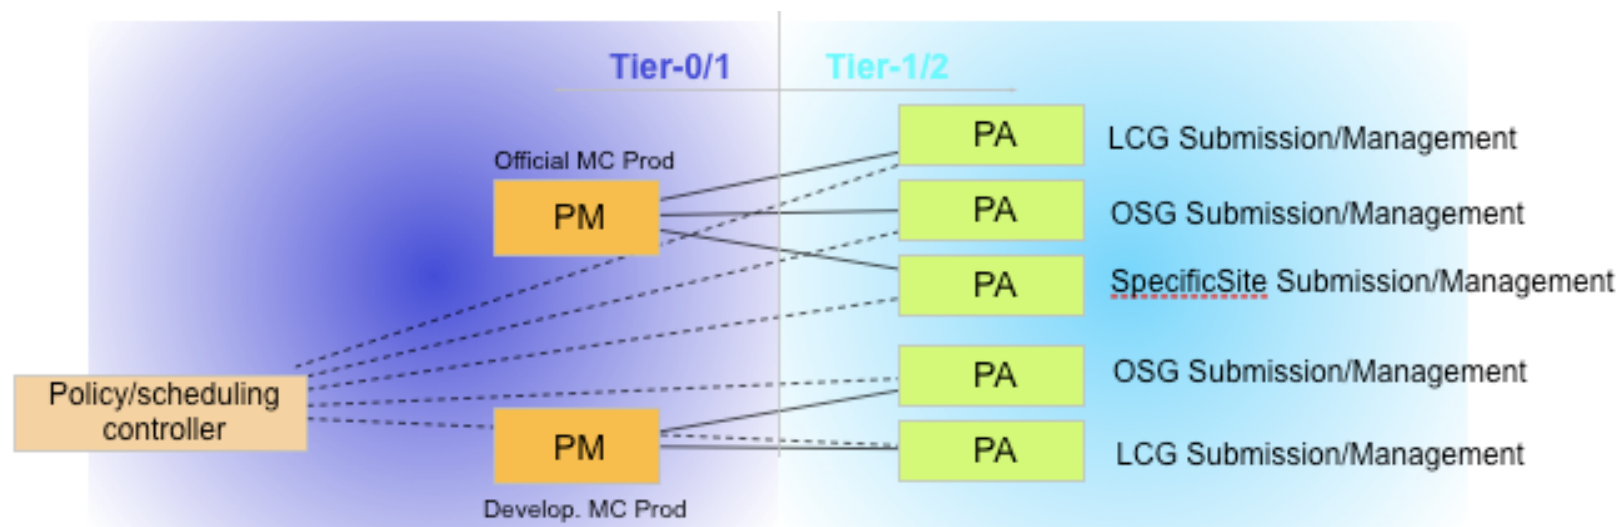 Tier-0/1
Tier-1/2
PA
LCG Submission/Management
Official MC Prod
PM
PA
OSG Submission/Management
PA
SpecificSite Submission/Management
Policy/scheduling
controller
PA
OSG Submission/Management
PM
PA
LCG Submission/Management
Develop. MC Prod